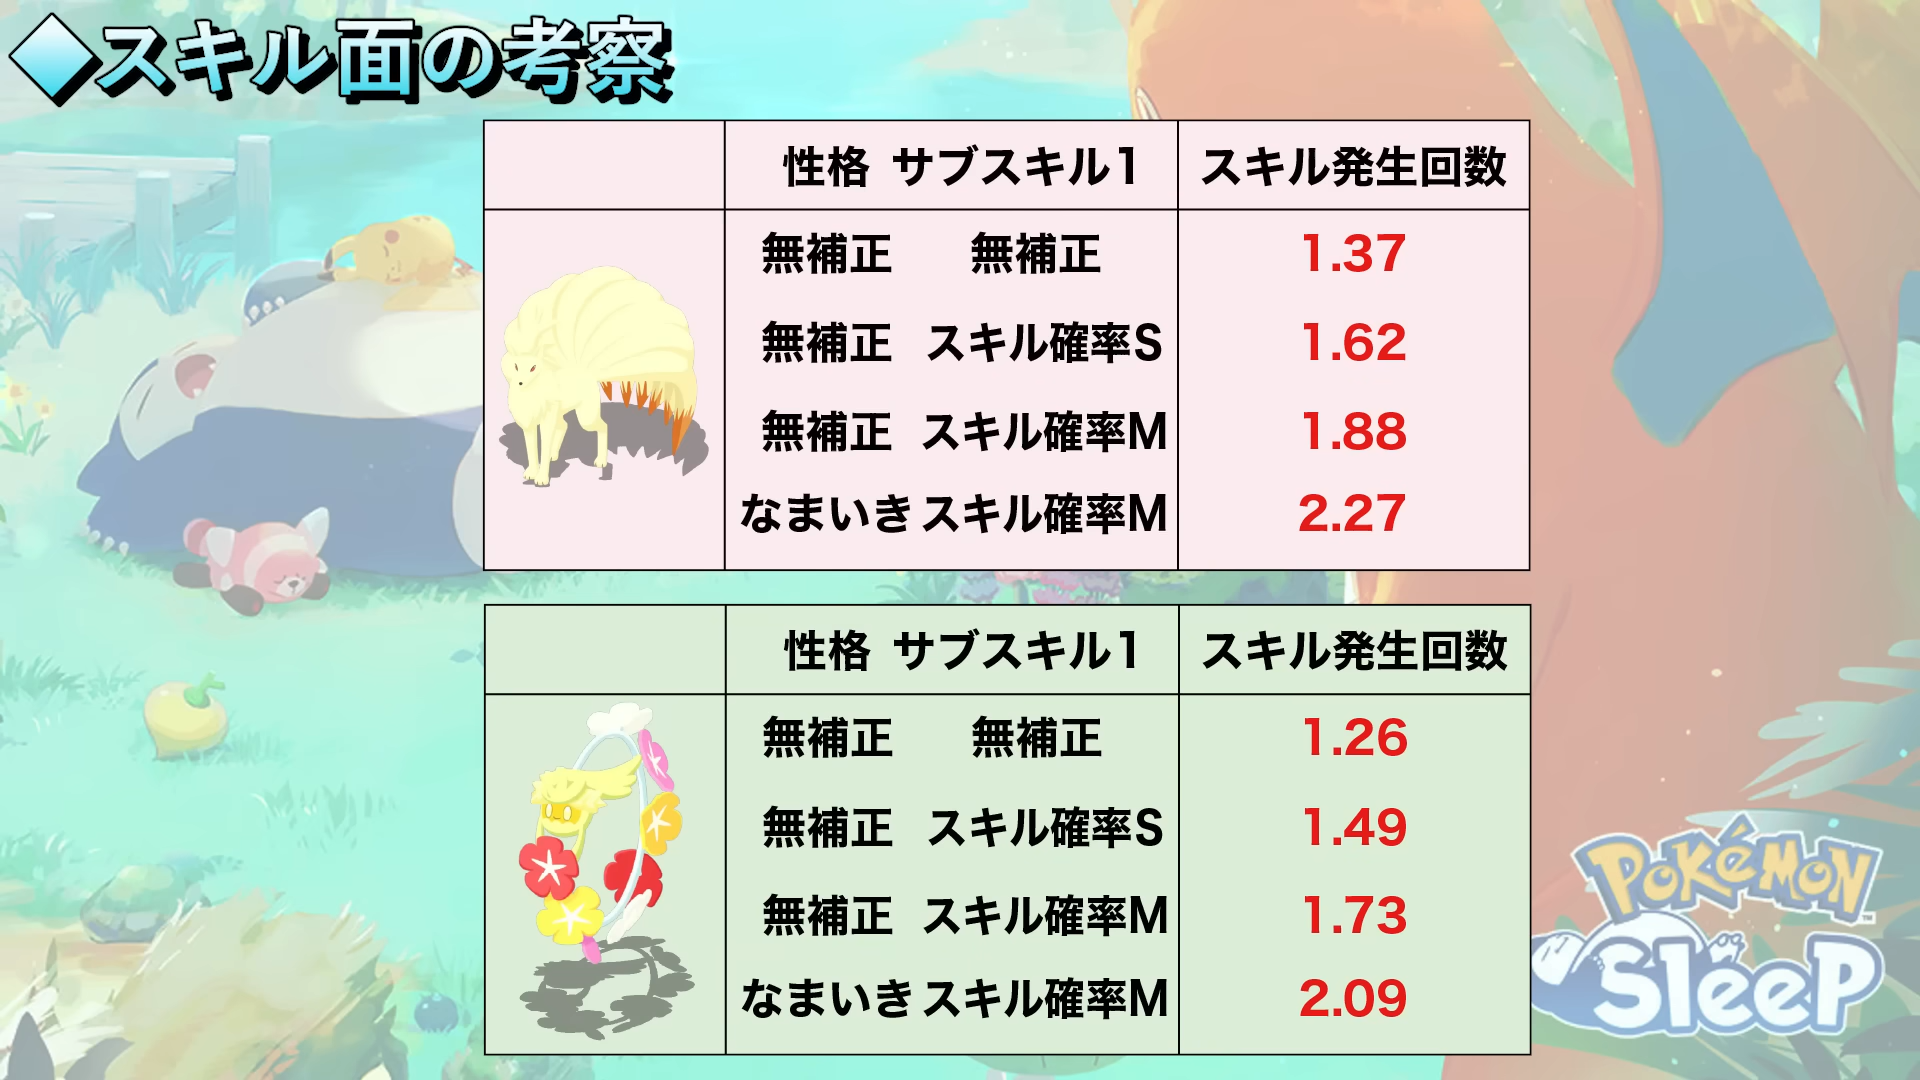 スキル面の考察
性格 サブスキル1 スキル発生回数
無補正 無補正 1.37
無補正 スキル確率S 1.62
無補正 スキル確率M 1.88
なまいき スキル確率M 2.27
性格 サブスキル1 スキル発生回数
無補正 無補正 1.26
無補正 スキル確率S 1.49
無補正 スキル確率M 1.73
なまいき スキル確率M 2.09
POKéMON
Sleep